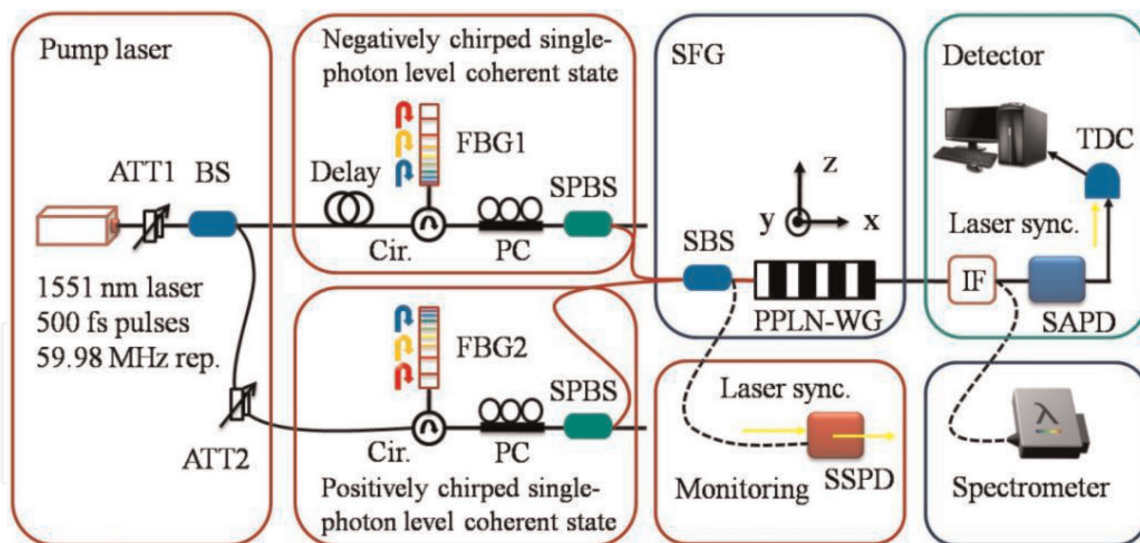 Pump laser
ATT1
BS
1551 nm laser
500 fs pulses
59.98 MHz rep.
ATT2
Negatively chirped single-
photon level coherent state
FBG1
Delay
SPBS
Cir.
PC
FBG2
SPBS
Cir.
PC
Positively chirped single-
photon level coherent state
SFG
z
y
x
SBS
PPLN-WG
Laser sync.
Monitoring
SSPD
Detector
TDC
Laser sync.
IF
SAPD
λ
Spectrometer